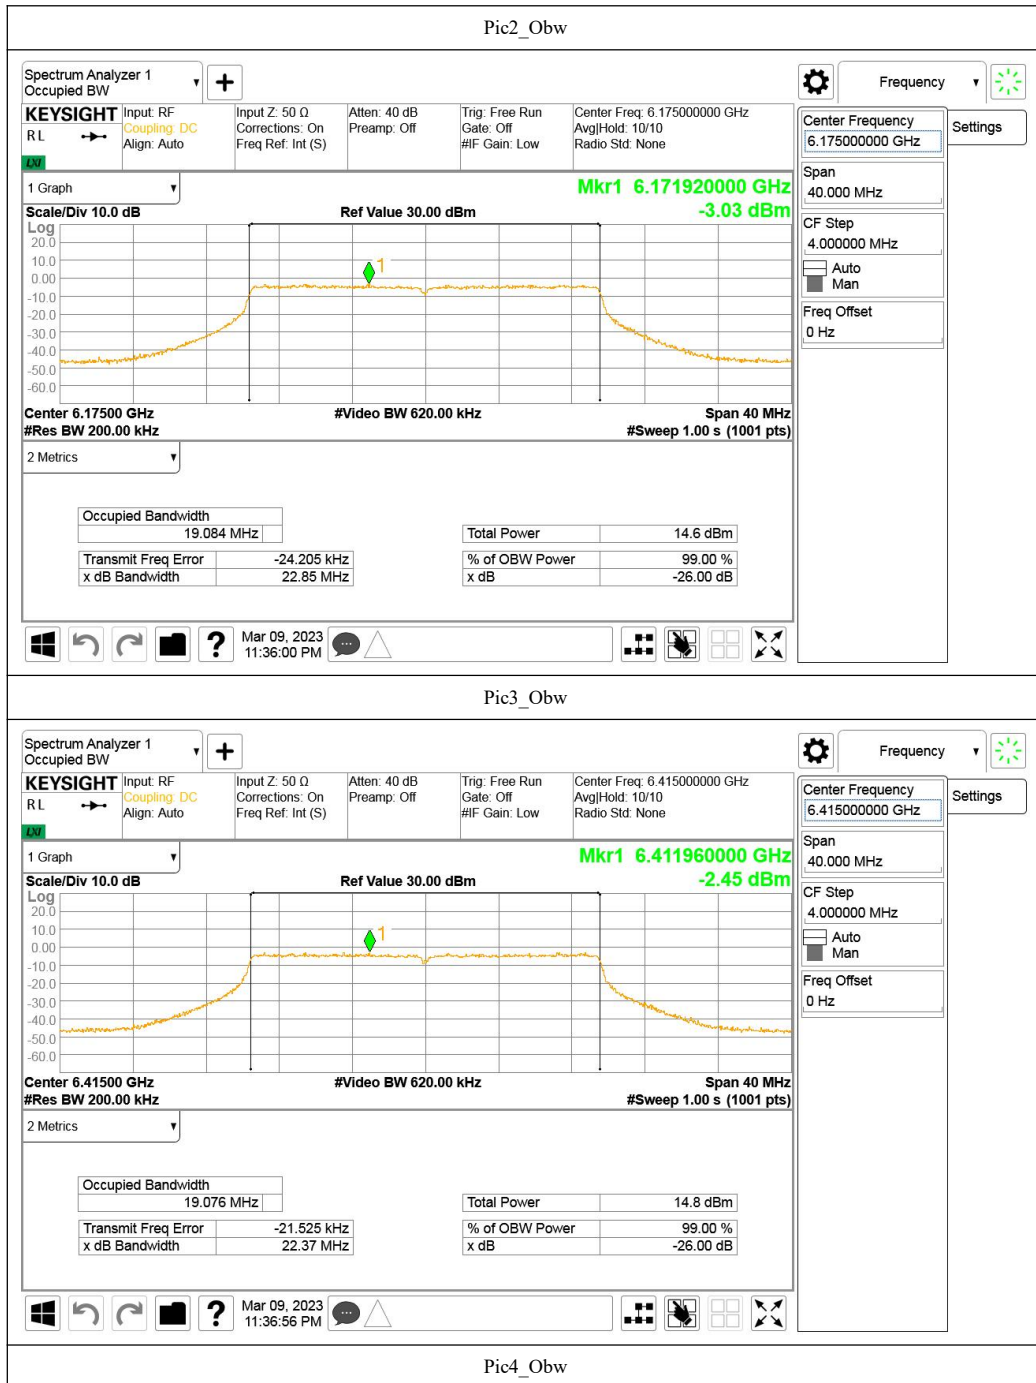 Pic2_Obw
Spectrum Analyzer 1
Occupied BW
+
Frequency
KEYSIGHT
R L
LXI
Input: RF
Coupling: DC
Align: Auto
Input Z: 50 Ω
Corrections: On
Freq Ref: Int (S)
Atten: 40 dB
Preamp: Off
Trig: Free Run
Gate: Off
#IF Gain: Low
Center Freq: 6.175000000 GHz
Avg|Hold: 10/10
Radio Std: None
Center Frequency
6.175000000 GHz
Settings
Span
40.000 MHz
CF Step
4.000000 MHz
Auto
Man
Freq Offset
0 Hz
1 Graph
Mkr1 6.171920000 GHz
Scale/Div 10.0 dB
Ref Value 30.00 dBm
-3.03 dBm
Log
20.0
10.0
0.00
-10.0
-20.0
-30.0
-40.0
-50.0
-60.0
1
Center 6.17500 GHz
#Video BW 620.00 kHz
Span 40 MHz
#Res BW 200.00 kHz
#Sweep 1.00 s (1001 pts)
2 Metrics
Occupied Bandwidth
19.084 MHz
Total Power 14.6 dBm
Transmit Freq Error -24.205 kHz
% of OBW Power 99.00 %
x dB Bandwidth 22.85 MHz
x dB -26.00 dB
?
Mar 09, 2023
11:36:00 PM
Pic3_Obw
Spectrum Analyzer 1
Occupied BW
+
Frequency
KEYSIGHT
R L
LXI
Input: RF
Coupling: DC
Align: Auto
Input Z: 50 Ω
Corrections: On
Freq Ref: Int (S)
Atten: 40 dB
Preamp: Off
Trig: Free Run
Gate: Off
#IF Gain: Low
Center Freq: 6.415000000 GHz
Avg|Hold: 10/10
Radio Std: None
Center Frequency
6.415000000 GHz
Settings
Span
40.000 MHz
CF Step
4.000000 MHz
Auto
Man
Freq Offset
0 Hz
1 Graph
Mkr1 6.411960000 GHz
Scale/Div 10.0 dB
Ref Value 30.00 dBm
-2.45 dBm
Log
20.0
10.0
0.00
-10.0
-20.0
-30.0
-40.0
-50.0
-60.0
1
Center 6.41500 GHz
#Video BW 620.00 kHz
Span 40 MHz
#Res BW 200.00 kHz
#Sweep 1.00 s (1001 pts)
2 Metrics
Occupied Bandwidth
19.076 MHz
Total Power 14.8 dBm
Transmit Freq Error -21.525 kHz
% of OBW Power 99.00 %
x dB Bandwidth 22.37 MHz
x dB -26.00 dB
?
Mar 09, 2023
11:36:56 PM
Pic4_Obw